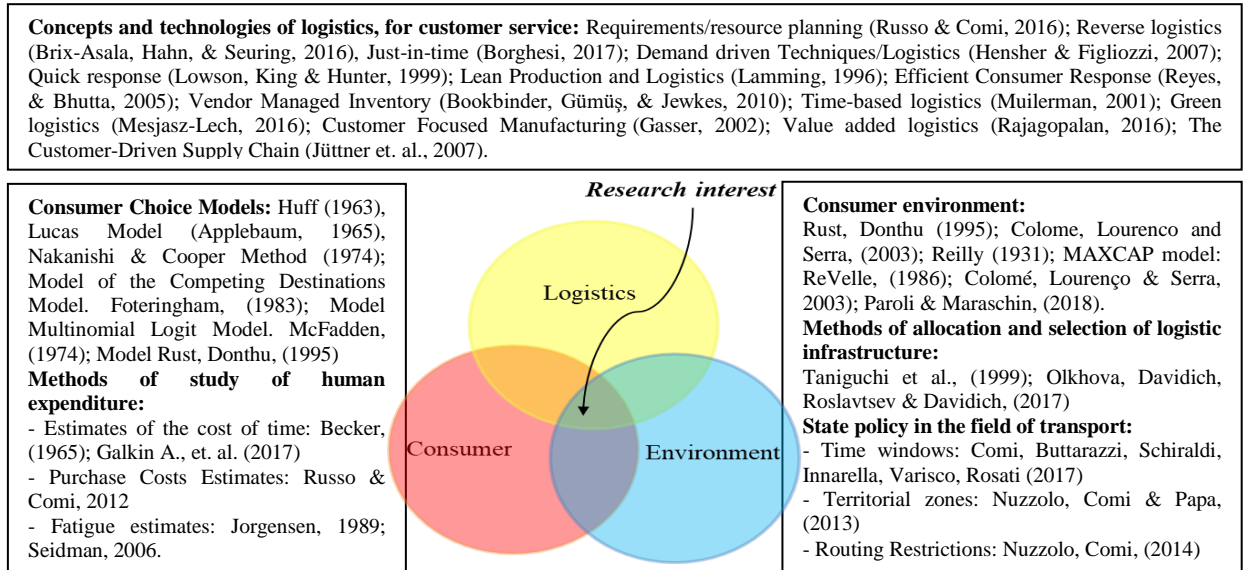 Concepts and technologies of logistics, for customer service: Requirements/resource planning (Russo & Comi, 2016); Reverse logistics
(Brix-Asala, Hahn, & Seuring, 2016), Just-in-time (Borghesi, 2017); Demand driven Techniques/Logistics (Hensher & Figliozzi, 2007);
Quick response (Lowson, King & Hunter, 1999); Lean Production and Logistics (Lamming, 1996); Efficient Consumer Response (Reyes,
& Bhutta, 2005); Vendor Managed Inventory (Bookbinder, Gümüş, & Jewkes, 2010); Time-based logistics (Muilerman, 2001); Green
logistics (Mesjasz-Lech, 2016); Customer Focused Manufacturing (Gasser, 2002); Value added logistics (Rajagopalan, 2016); The
Customer-Driven Supply Chain (Jüttner et. al., 2007).
Consumer Choice Models: Huff (1963),
Lucas Model (Applebaum, 1965),
Nakanishi & Cooper Method (1974);
Model of the Competing Destinations
Model. Foteringham, (1983); Model
Multinomial Logit Model. McFadden,
(1974); Model Rust, Donthu, (1995)
Methods of study of human
expenditure:
- Estimates of the cost of time: Becker,
(1965); Galkin A., et. al. (2017)
- Purchase Costs Estimates: Russo &
Comi, 2012
- Fatigue estimates: Jorgensen, 1989;
Seidman, 2006.
Research interest
Logistics
Consumer
Environment
Consumer environment:
Rust, Donthu (1995); Colome, Lourenco and
Serra, (2003); Reilly (1931); MAXCAP model:
ReVelle, (1986); Colomé, Lourenço & Serra,
2003); Paroli & Maraschin, (2018).
Methods of allocation and selection of logistic
infrastructure:
Taniguchi et al., (1999); Olkhova, Davidich,
Roslavtsev & Davidich, (2017)
State policy in the field of transport:
- Time windows: Comi, Buttarazzi, Schiraldi,
Innarella, Varisco, Rosati (2017)
- Territorial zones: Nuzzolo, Comi & Papa,
(2013)
- Routing Restrictions: Nuzzolo, Comi, (2014)